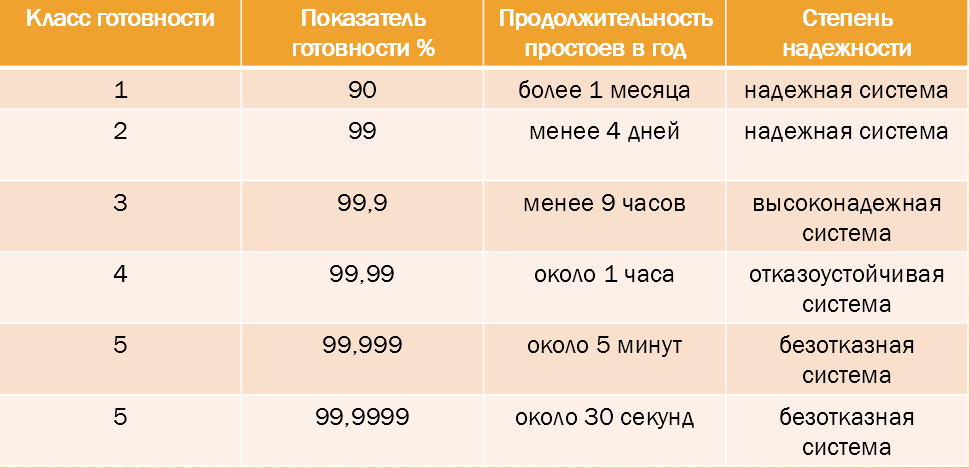 Класс готовности
Показатель
готовности %
Продолжительность
простоев в год
Степень
надежности
1
90
более 1 месяца
надежная система
2
99
менее 4 дней
надежная система
3
99,9
менее 9 часов
высоконадежная
система
4
99,99
около 1 часа
отказоустойчивая
система
5
99,999
около 5 минут
безотказная
система
5
99,9999
около 30 секунд
безотказная
система